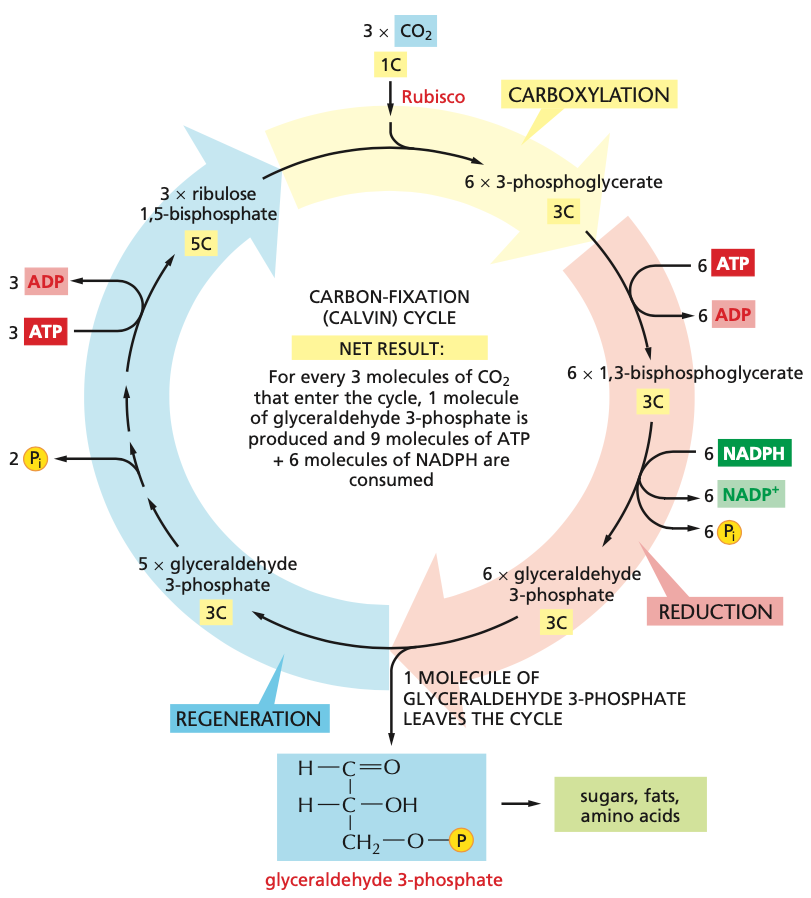 3 × CO₂
1C
Rubisco
CARBOXYLATION
6 × 3-phosphoglycerate
3C
3 × ribulose
1,5-bisphosphate
5C
6 ATP
6 ADP
3 ADP
3 ATP
CARBON-FIXATION
(CALVIN) CYCLE
NET RESULT:
For every 3 molecules of CO₂
that enter the cycle, 1 molecule
of glyceraldehyde 3-phosphate is
produced and 9 molecules of ATP
+ 6 molecules of NADPH are
consumed
6 × 1,3-bisphosphoglycerate
3C
6 NADPH
6 NADP⁺
6 Pᵢ
2 Pᵢ
5 × glyceraldehyde
3-phosphate
3C
6 × glyceraldehyde
3-phosphate
3C
REDUCTION
REGENERATION
1 MOLECULE OF
GLYCERALDEHYDE 3-PHOSPHATE
LEAVES THE CYCLE
H—C=O
H—C—OH
CH₂—O—P
glyceraldehyde 3-phosphate
sugars, fats,
amino acids